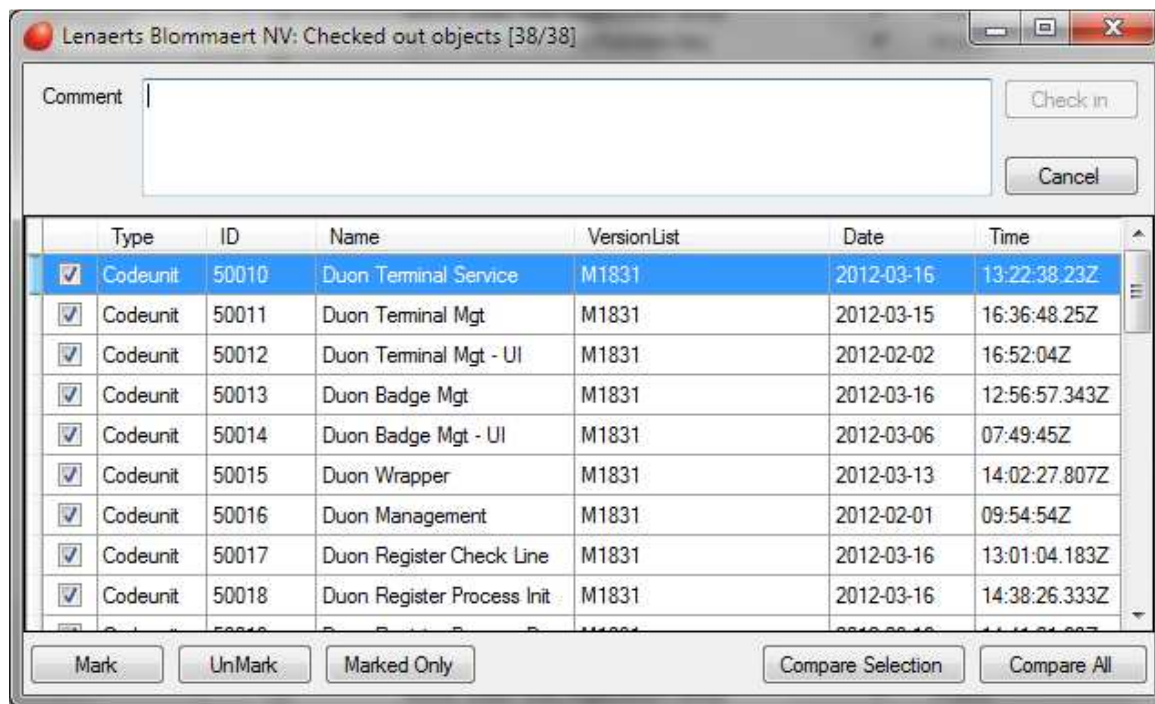 Lenaerts Blommaert NV: Checked out objects [38/38]
Comment
Check in
Cancel
Type ID Name VersionList Date Time
Codeunit 50010 Duon Terminal Service M1831 2012-03-16 13:22:38.23Z
Codeunit 50011 Duon Terminal Mgt M1831 2012-03-15 16:36:48.25Z
Codeunit 50012 Duon Terminal Mgt - UI M1831 2012-02-02 16:52:04Z
Codeunit 50013 Duon Badge Mgt M1831 2012-03-16 12:56:57.343Z
Codeunit 50014 Duon Badge Mgt - UI M1831 2012-03-06 07:49:45Z
Codeunit 50015 Duon Wrapper M1831 2012-03-13 14:02:27.807Z
Codeunit 50016 Duon Management M1831 2012-02-01 09:54:54Z
Codeunit 50017 Duon Register Check Line M1831 2012-03-16 13:01:04.183Z
Codeunit 50018 Duon Register Process Init M1831 2012-03-16 14:38:26.333Z
Mark UnMark Marked Only Compare Selection Compare All